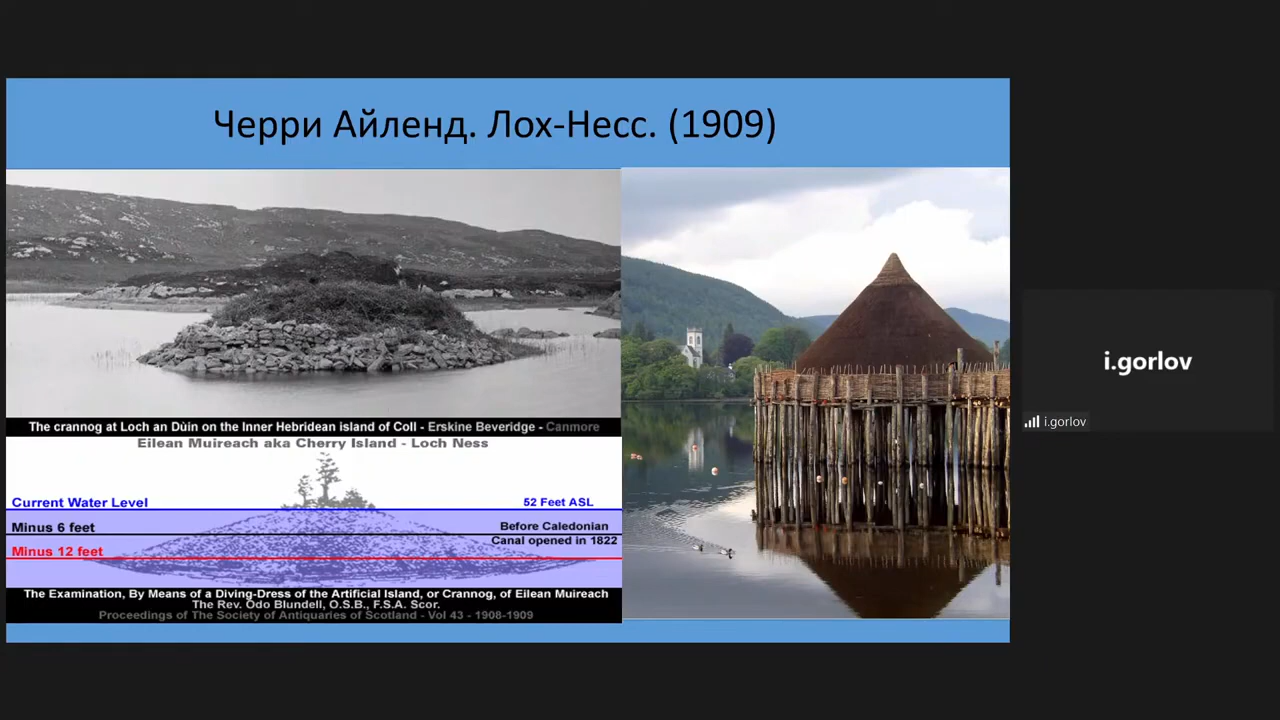 Черри Айленд. Лох-Несс. (1909)
The crannog at Loch an Dùin on the Inner Hebridean island of Coll - Erskine Beveridge - Canmore
Eilean Muireach aka Cherry Island - Loch Ness
Current Water Level
52 Feet ASL
Minus 6 feet
Before Caledonian
Canal opened in 1822
Minus 12 feet
The Examination, By Means of a Diving-Dress of the Artificial Island, or Crannog, of Eilean Muireach
The Rev. Odo Blundell, O.S.B., F.S.A. Scor.
Proceedings of The Society of Antiquaries of Scotland - Vol 43 - 1908-1909
i.gorlov
i.gorlov